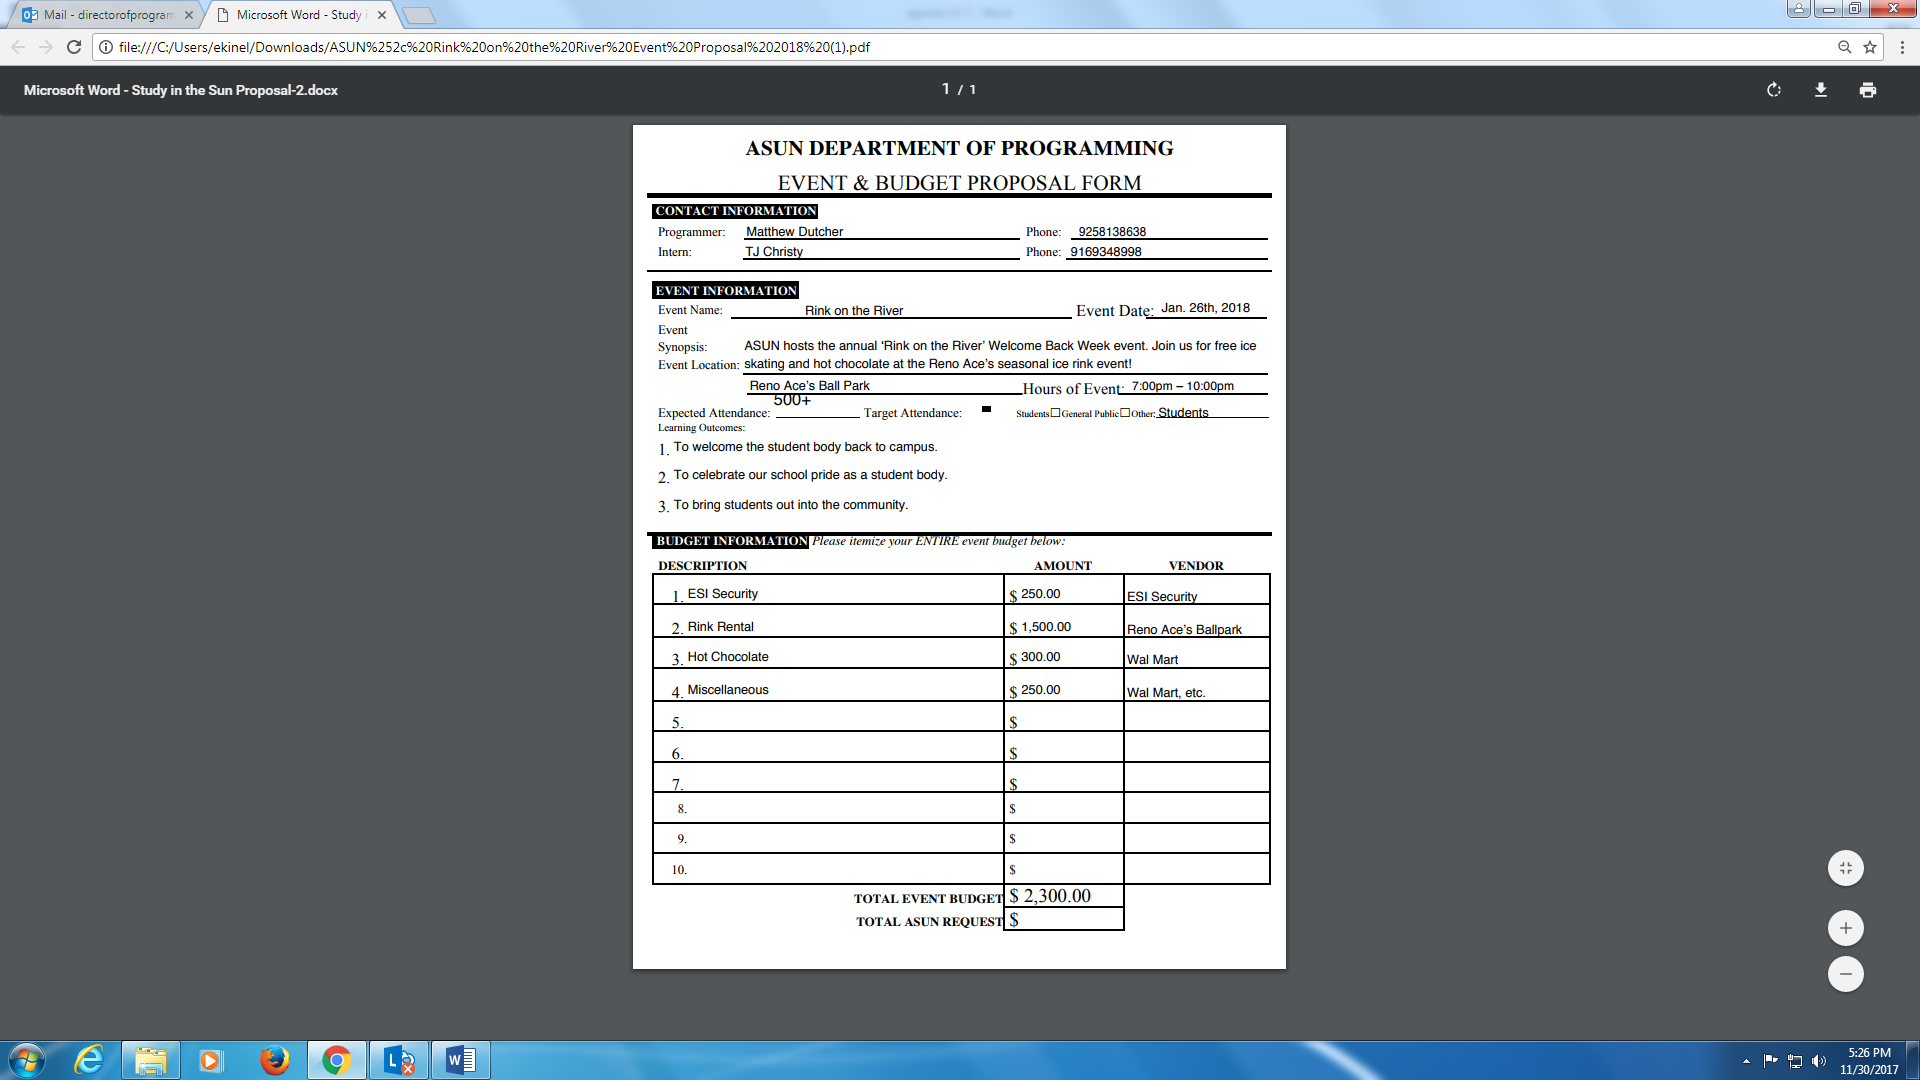 Mail - directorofprogram
Microsoft Word - Study i
file:///C:/Users/ekinel/Downloads/ASUN%252c%20Rink%20on%20the%20River%20Event%20Proposal%202018%20(1).pdf
Microsoft Word - Study in the Sun Proposal-2.docx
1 / 1
ASUN DEPARTMENT OF PROGRAMMING
EVENT & BUDGET PROPOSAL FORM
CONTACT INFORMATION
Programmer: Matthew Dutcher Phone: 9258138638
Intern: TJ Christy Phone: 9169348998
EVENT INFORMATION
Event Name: Rink on the River Event Date: Jan. 26th, 2018
Event
Synopsis: ASUN hosts the annual ‘Rink on the River’ Welcome Back Week event. Join us for free ice
Event Location: skating and hot chocolate at the Reno Ace’s seasonal ice rink event!
Reno Ace’s Ball Park Hours of Event: 7:00pm – 10:00pm
500+
Expected Attendance: Target Attendance: Students General Public Other: Students
Learning Outcomes:
1. To welcome the student body back to campus.
2. To celebrate our school pride as a student body.
3. To bring students out into the community.
BUDGET INFORMATION Please itemize your ENTIRE event budget below:
DESCRIPTION AMOUNT VENDOR
1. ESI Security $ 250.00 ESI Security
2. Rink Rental $ 1,500.00 Reno Ace’s Ballpark
3. Hot Chocolate $ 300.00 Wal Mart
4. Miscellaneous $ 250.00 Wal Mart, etc.
5. $
6. $
7. $
8. $
9. $
10. $
TOTAL EVENT BUDGET $ 2,300.00
TOTAL ASUN REQUEST $
5:26 PM
11/30/2017